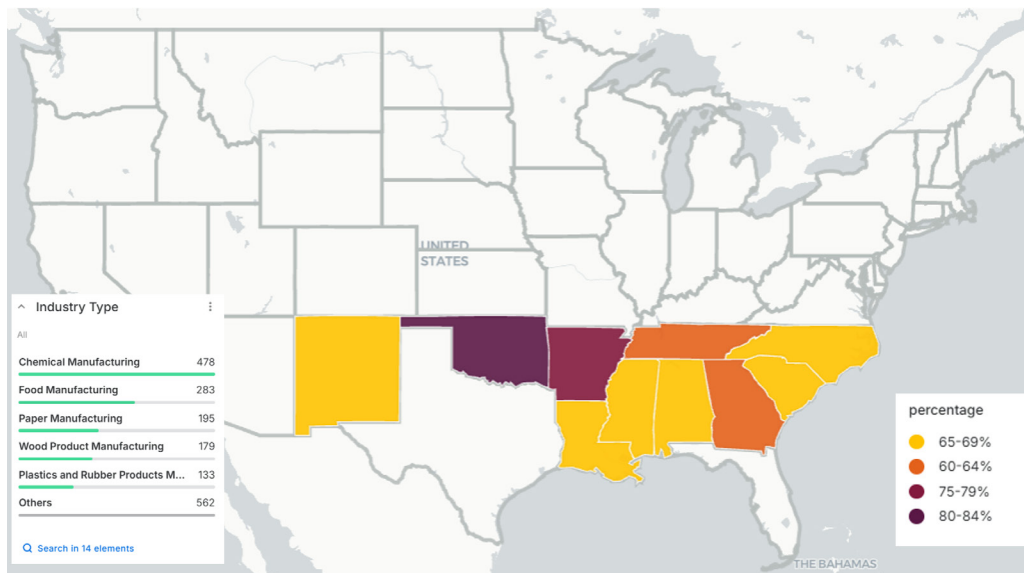 UNITED
STATES
Industry Type
All
Chemical Manufacturing 478
Food Manufacturing 283
Paper Manufacturing 195
Wood Product Manufacturing 179
Plastics and Rubber Products M... 133
Others 562
Search in 14 elements
percentage
65-69%
60-64%
75-79%
80-84%
THE BAHAMAS